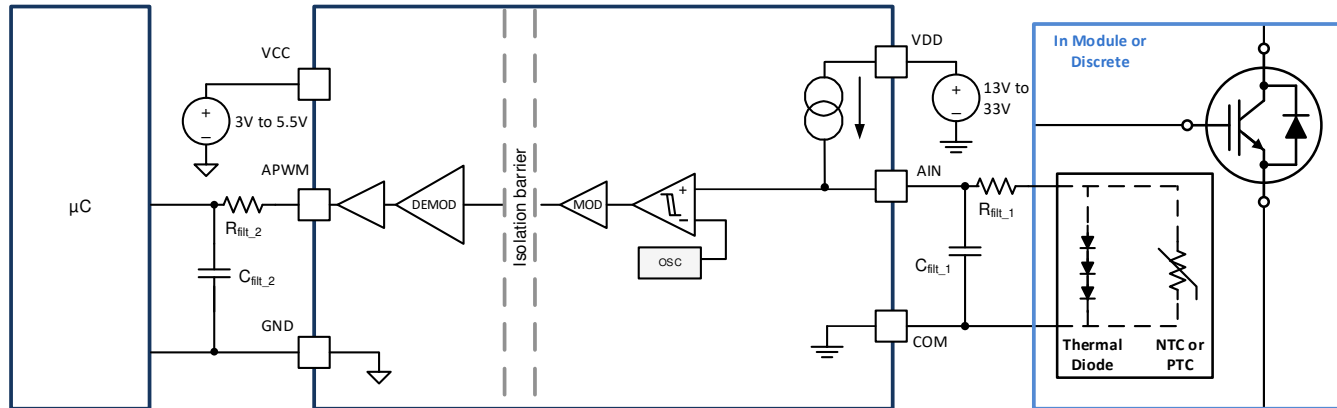 µC
VCC
+
−
3V to 5.5V
APWM
Rfilt_2
Cfilt_2
GND
DEMOD
Isolation barrier
MOD
+
−
OSC
VDD
+
−
13V to
33V
AIN
Rfilt_1
Cfilt_1
COM
In Module or
Discrete
Thermal
Diode
NTC or
PTC